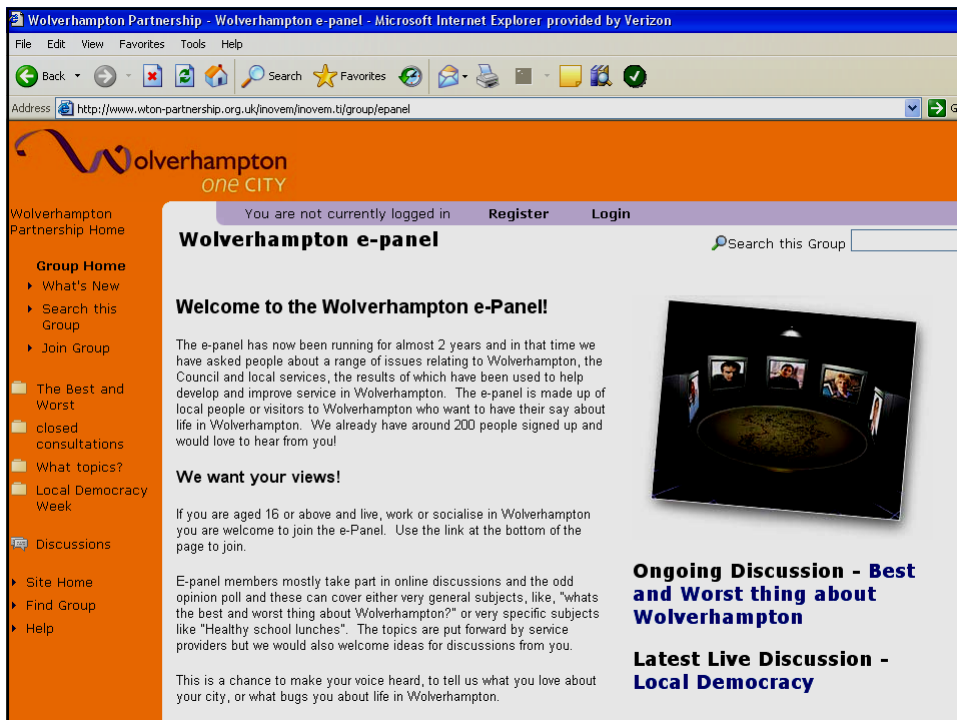 Wolverhampton Partnership - Wolverhampton e-panel - Microsoft Internet Explorer provided by Verizon
File Edit View Favorites Tools Help
Back Search Favorites
Address http://www.wton-partnership.org.uk/inovem/inovem.ti/group/epanel G
Wolverhampton
one CITY
You are not currently logged in Register Login
Wolverhampton
Partnership Home
Group Home
What's New
Search this
Group
Join Group
The Best and
Worst
closed
consultations
What topics?
Local Democracy
Week
Discussions
Site Home
Find Group
Help
Wolverhampton e-panel
Search this Group
Welcome to the Wolverhampton e-Panel!
The e-panel has now been running for almost 2 years and in that time we
have asked people about a range of issues relating to Wolverhampton, the
Council and local services, the results of which have been used to help
develop and improve service in Wolverhampton. The e-panel is made up of
local people or visitors to Wolverhampton who want to have their say about
life in Wolverhampton. We already have around 200 people signed up and
would love to hear from you!
We want your views!
If you are aged 16 or above and live, work or socialise in Wolverhampton
you are welcome to join the e-Panel. Use the link at the bottom of the
page to join.
E-panel members mostly take part in online discussions and the odd
opinion poll and these can cover either very general subjects, like, "whats
the best and worst thing about Wolverhampton?" or very specific subjects
like "Healthy school lunches". The topics are put forward by service
providers but we would also welcome ideas for discussions from you.
This is a chance to make your voice heard, to tell us what you love about
your city, or what bugs you about life in Wolverhampton.
Ongoing Discussion - Best
and Worst thing about
Wolverhampton
Latest Live Discussion -
Local Democracy